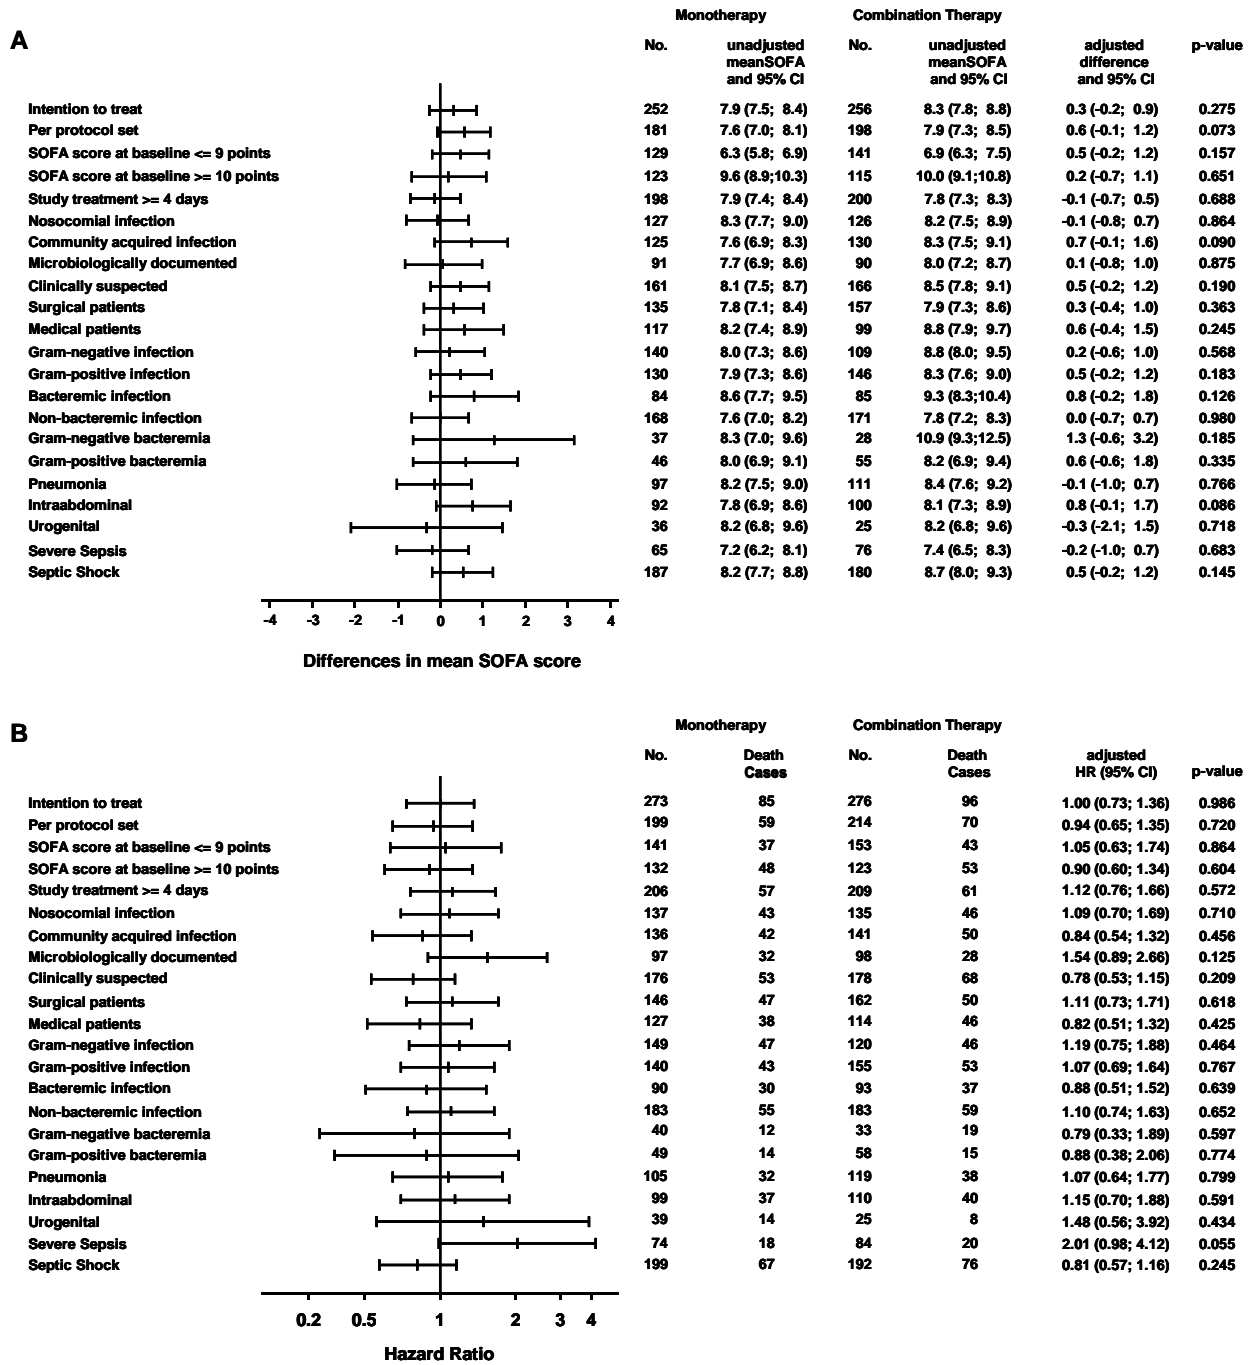 Monotherapy Combination Therapy
A
No. unadjusted No. unadjusted adjusted p-value
meanSOFA meanSOFA difference
and 95% CI and 95% CI and 95% CI
Intention to treat 252 7.9 (7.5; 8.4) 256 8.3 (7.8; 8.8) 0.3 (-0.2; 0.9) 0.275
Per protocol set 181 7.6 (7.0; 8.1) 198 7.9 (7.3; 8.5) 0.6 (-0.1; 1.2) 0.073
SOFA score at baseline <= 9 points 129 6.3 (5.8; 6.9) 141 6.9 (6.3; 7.5) 0.5 (-0.2; 1.2) 0.157
SOFA score at baseline >= 10 points 123 9.6 (8.9;10.3) 115 10.0 (9.1;10.8) 0.2 (-0.7; 1.1) 0.651
Study treatment >= 4 days 198 7.9 (7.4; 8.4) 200 7.8 (7.3; 8.3) -0.1 (-0.7; 0.5) 0.688
Nosocomial infection 127 8.3 (7.7; 9.0) 126 8.2 (7.5; 8.9) -0.1 (-0.8; 0.7) 0.864
Community acquired infection 125 7.6 (6.9; 8.3) 130 8.3 (7.5; 9.1) 0.7 (-0.1; 1.6) 0.090
Microbiologically documented 91 7.7 (6.9; 8.6) 90 8.0 (7.2; 8.7) 0.1 (-0.8; 1.0) 0.875
Clinically suspected 161 8.1 (7.5; 8.7) 166 8.5 (7.8; 9.1) 0.5 (-0.2; 1.2) 0.190
Surgical patients 135 7.8 (7.1; 8.4) 157 7.9 (7.3; 8.6) 0.3 (-0.4; 1.0) 0.363
Medical patients 117 8.2 (7.4; 8.9) 99 8.8 (7.9; 9.7) 0.6 (-0.4; 1.5) 0.245
Gram-negative infection 140 8.0 (7.3; 8.6) 109 8.8 (8.0; 9.5) 0.2 (-0.6; 1.0) 0.568
Gram-positive infection 130 7.9 (7.3; 8.6) 146 8.3 (7.6; 9.0) 0.5 (-0.2; 1.2) 0.183
Bacteremic infection 84 8.6 (7.7; 9.5) 85 9.3 (8.3;10.4) 0.8 (-0.2; 1.8) 0.126
Non-bacteremic infection 168 7.6 (7.0; 8.2) 171 7.8 (7.2; 8.3) 0.0 (-0.7; 0.7) 0.980
Gram-negative bacteremia 37 8.3 (7.0; 9.6) 28 10.9 (9.3;12.5) 1.3 (-0.6; 3.2) 0.185
Gram-positive bacteremia 46 8.0 (6.9; 9.1) 55 8.2 (6.9; 9.4) 0.6 (-0.6; 1.8) 0.335
Pneumonia 97 8.2 (7.5; 9.0) 111 8.4 (7.6; 9.2) -0.1 (-1.0; 0.7) 0.766
Intraabdominal 92 7.8 (6.9; 8.6) 100 8.1 (7.3; 8.9) 0.8 (-0.1; 1.7) 0.086
Urogenital 36 8.2 (6.8; 9.6) 25 8.2 (6.8; 9.6) -0.3 (-2.1; 1.5) 0.718
Severe Sepsis 65 7.2 (6.2; 8.1) 76 7.4 (6.5; 8.3) -0.2 (-1.0; 0.7) 0.683
Septic Shock 187 8.2 (7.7; 8.8) 180 8.7 (8.0; 9.3) 0.5 (-0.2; 1.2) 0.145
-4 -3 -2 -1 0 1 2 3 4
Differences in mean SOFA score
B
Monotherapy Combination Therapy
No. Death No. Death adjusted
Cases Cases HR (95% CI) p-value
Intention to treat 273 85 276 96 1.00 (0.73; 1.36) 0.986
Per protocol set 199 59 214 70 0.94 (0.65; 1.35) 0.720
SOFA score at baseline <= 9 points 141 37 153 43 1.05 (0.63; 1.74) 0.864
SOFA score at baseline >= 10 points 132 48 123 53 0.90 (0.60; 1.34) 0.604
Study treatment >= 4 days 206 57 209 61 1.12 (0.76; 1.66) 0.572
Nosocomial infection 137 43 135 46 1.09 (0.70; 1.69) 0.710
Community acquired infection 136 42 141 50 0.84 (0.54; 1.32) 0.456
Microbiologically documented 97 32 98 28 1.54 (0.89; 2.66) 0.125
Clinically suspected 176 53 178 68 0.78 (0.53; 1.15) 0.209
Surgical patients 146 47 162 50 1.11 (0.73; 1.71) 0.618
Medical patients 127 38 114 46 0.82 (0.51; 1.32) 0.425
Gram-negative infection 149 47 120 46 1.19 (0.75; 1.88) 0.464
Gram-positive infection 140 43 155 53 1.07 (0.69; 1.64) 0.767
Bacteremic infection 90 30 93 37 0.88 (0.51; 1.52) 0.639
Non-bacteremic infection 183 55 183 59 1.10 (0.74; 1.63) 0.652
Gram-negative bacteremia 40 12 33 19 0.79 (0.33; 1.89) 0.597
Gram-positive bacteremia 49 14 58 15 0.88 (0.38; 2.06) 0.774
Pneumonia 105 32 119 38 1.07 (0.64; 1.77) 0.799
Intraabdominal 99 37 110 40 1.15 (0.70; 1.88) 0.591
Urogenital 39 14 25 8 1.48 (0.56; 3.92) 0.434
Severe Sepsis 74 18 84 20 2.01 (0.98; 4.12) 0.055
Septic Shock 199 67 192 76 0.81 (0.57; 1.16) 0.245
0.2 0.5 1 2 3 4
Hazard Ratio